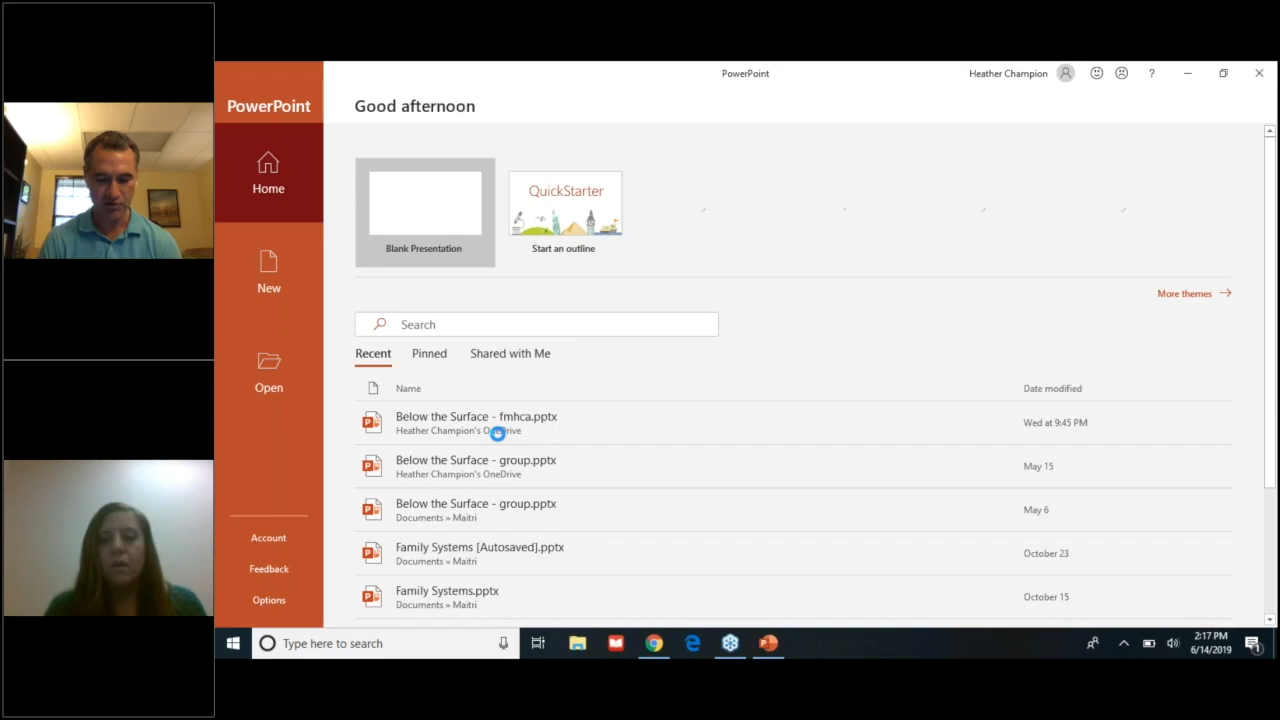 PowerPoint
Heather Champion
?
PowerPoint
Good afternoon
Home
New
Open
Account
Feedback
Options
QuickStarter
Blank Presentation
Start an outline
More themes
Search
Recent Pinned Shared with Me
Name Date modified
Below the Surface - fmhca.pptx Wed at 9:45 PM
Heather Champion's OneDrive
Below the Surface - group.pptx May 15
Heather Champion's OneDrive
Below the Surface - group.pptx May 6
Documents » Maitri
Family Systems [Autosaved].pptx October 23
Documents » Maitri
Family Systems.pptx October 15
Documents » Maitri
Type here to search
2:17 PM
6/14/2019
1